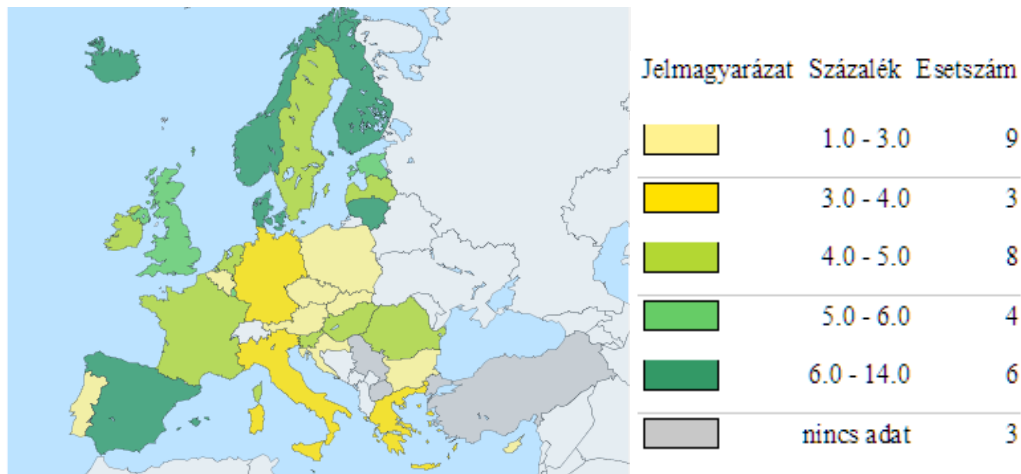 Jelmagyarázat Százalék Esetszám
1.0 - 3.0 9
3.0 - 4.0 3
4.0 - 5.0 8
5.0 - 6.0 4
6.0 - 14.0 6
nincs adat 3